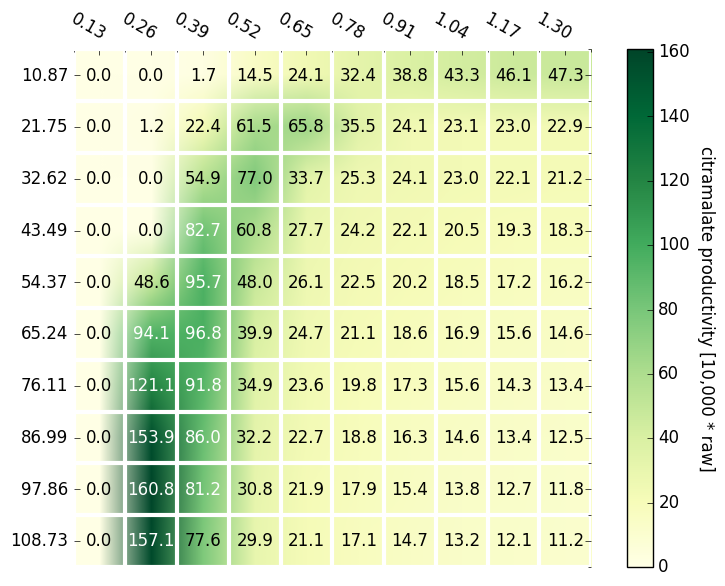 0.13 0.26 0.39 0.52 0.65 0.78 0.91 1.04 1.17 1.30
10.87 0.0 0.0 1.7 14.5 24.1 32.4 38.8 43.3 46.1 47.3
21.75 0.0 1.2 22.4 61.5 65.8 35.5 24.1 23.1 23.0 22.9
32.62 0.0 0.0 54.9 77.0 33.7 25.3 24.1 23.0 22.1 21.2
43.49 0.0 0.0 82.7 60.8 27.7 24.2 22.1 20.5 19.3 18.3
54.37 0.0 48.6 95.7 48.0 26.1 22.5 20.2 18.5 17.2 16.2
65.24 0.0 94.1 96.8 39.9 24.7 21.1 18.6 16.9 15.6 14.6
76.11 0.0 121.1 91.8 34.9 23.6 19.8 17.3 15.6 14.3 13.4
86.99 0.0 153.9 86.0 32.2 22.7 18.8 16.3 14.6 13.4 12.5
97.86 0.0 160.8 81.2 30.8 21.9 17.9 15.4 13.8 12.7 11.8
108.73 0.0 157.1 77.6 29.9 21.1 17.1 14.7 13.2 12.1 11.2
160
140
120
100
80
60
40
20
0
citramalate productivity [10,000 * raw]